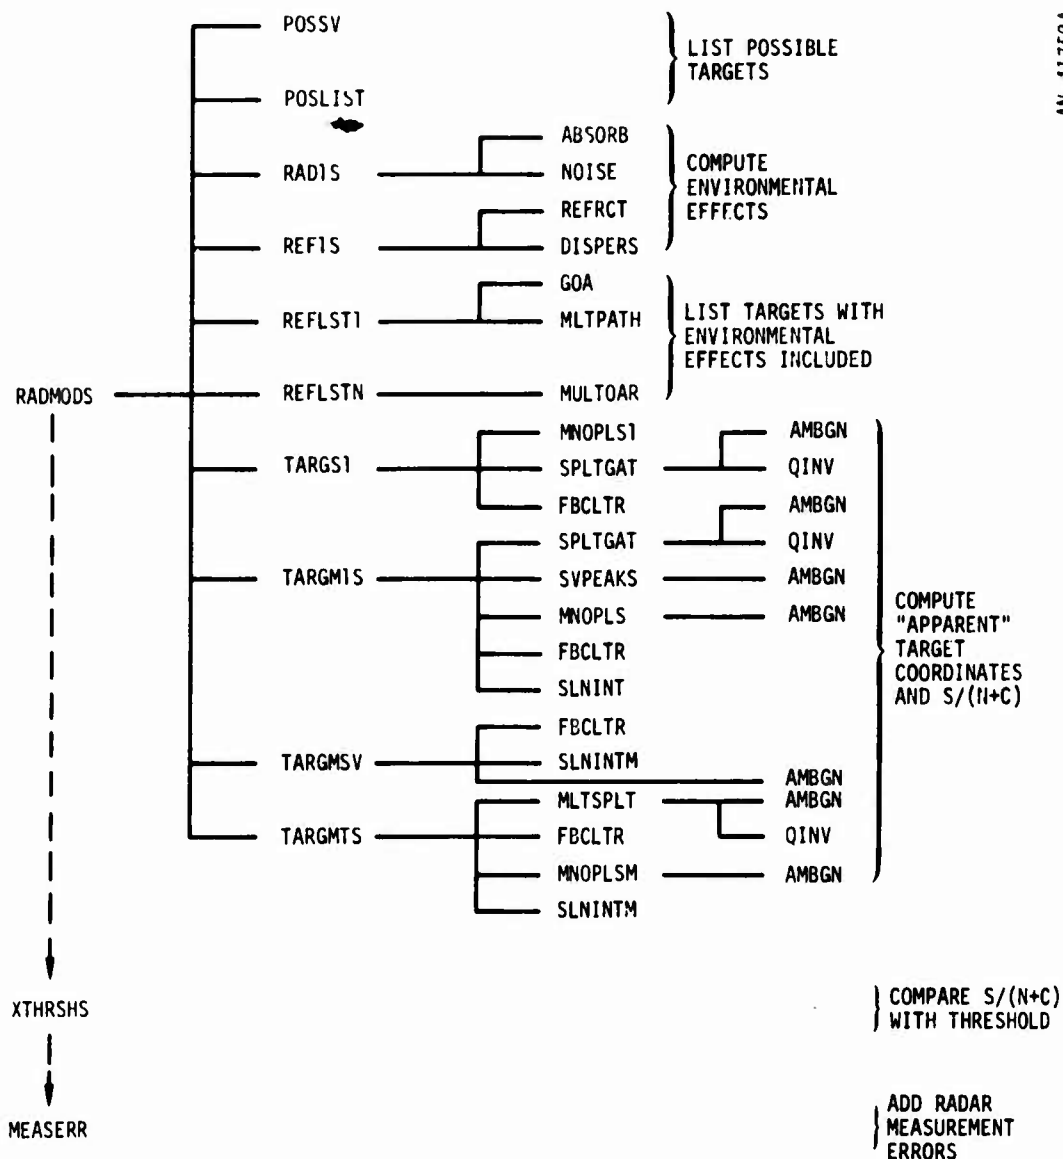 POSSV
LIST POSSIBLE
TARGETS
POSLIST
ABSORB
RAD1S
NOISE
COMPUTE
ENVIRONMENTAL
EFFECTS
REFRCT
REF1S
DISPERS
GOA
REFLST1
MLTPATH
LIST TARGETS WITH
ENVIRONMENTAL
EFFECTS INCLUDED
RADMODS
REFLSTN
MULTOAR
MNOPLS1
AMBGN
TARGS1
SPLTGAT
QINV
FBCLTR
AMBGN
SPLTGAT
QINV
TARGM1S
SVPEAKS
AMBGN
MNOPLS
AMBGN
FBCLTR
SLNINT
COMPUTE
"APPARENT"
TARGET
COORDINATES
AND S/(N+C)
FBCLTR
TARGMSV
SLNINTM
AMBGN
MLTSPLT
AMBGN
TARGMTS
FBCLTR
QINV
MNOPLSM
AMBGN
SLNINTM
XTHRSHS
COMPARE S/(N+C)
WITH THRESHOLD
MEASERR
ADD RADAR
MEASUREMENT
ERRORS